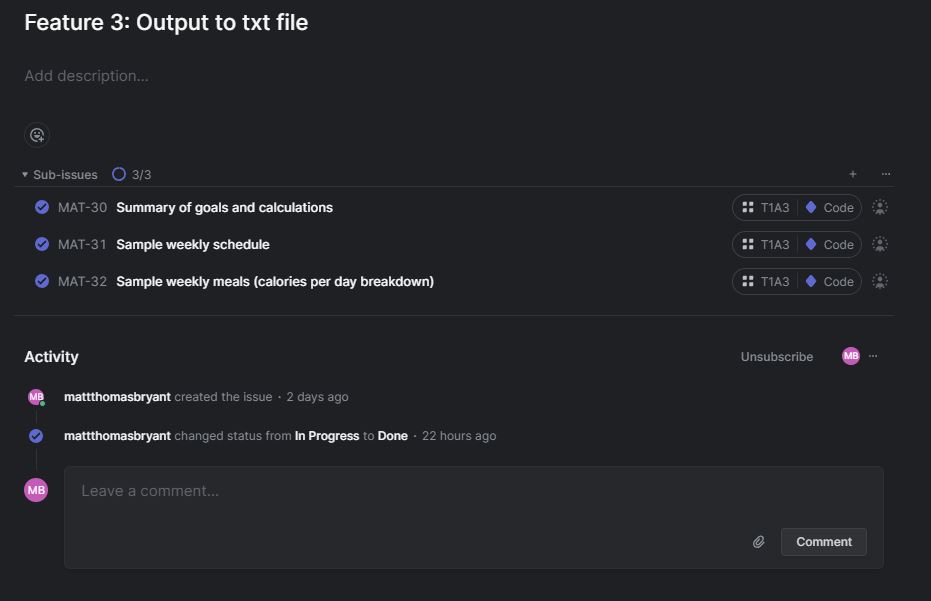 Feature 3: Output to txt file
Add description...
Sub-issues 3/3
MAT-30 Summary of goals and calculations T1A3 Code
MAT-31 Sample weekly schedule T1A3 Code
MAT-32 Sample weekly meals (calories per day breakdown) T1A3 Code
Activity Unsubscribe MB
MB mattthomasbryant created the issue · 2 days ago
mattthomasbryant changed status from In Progress to Done · 22 hours ago
MB Leave a comment...
Comment